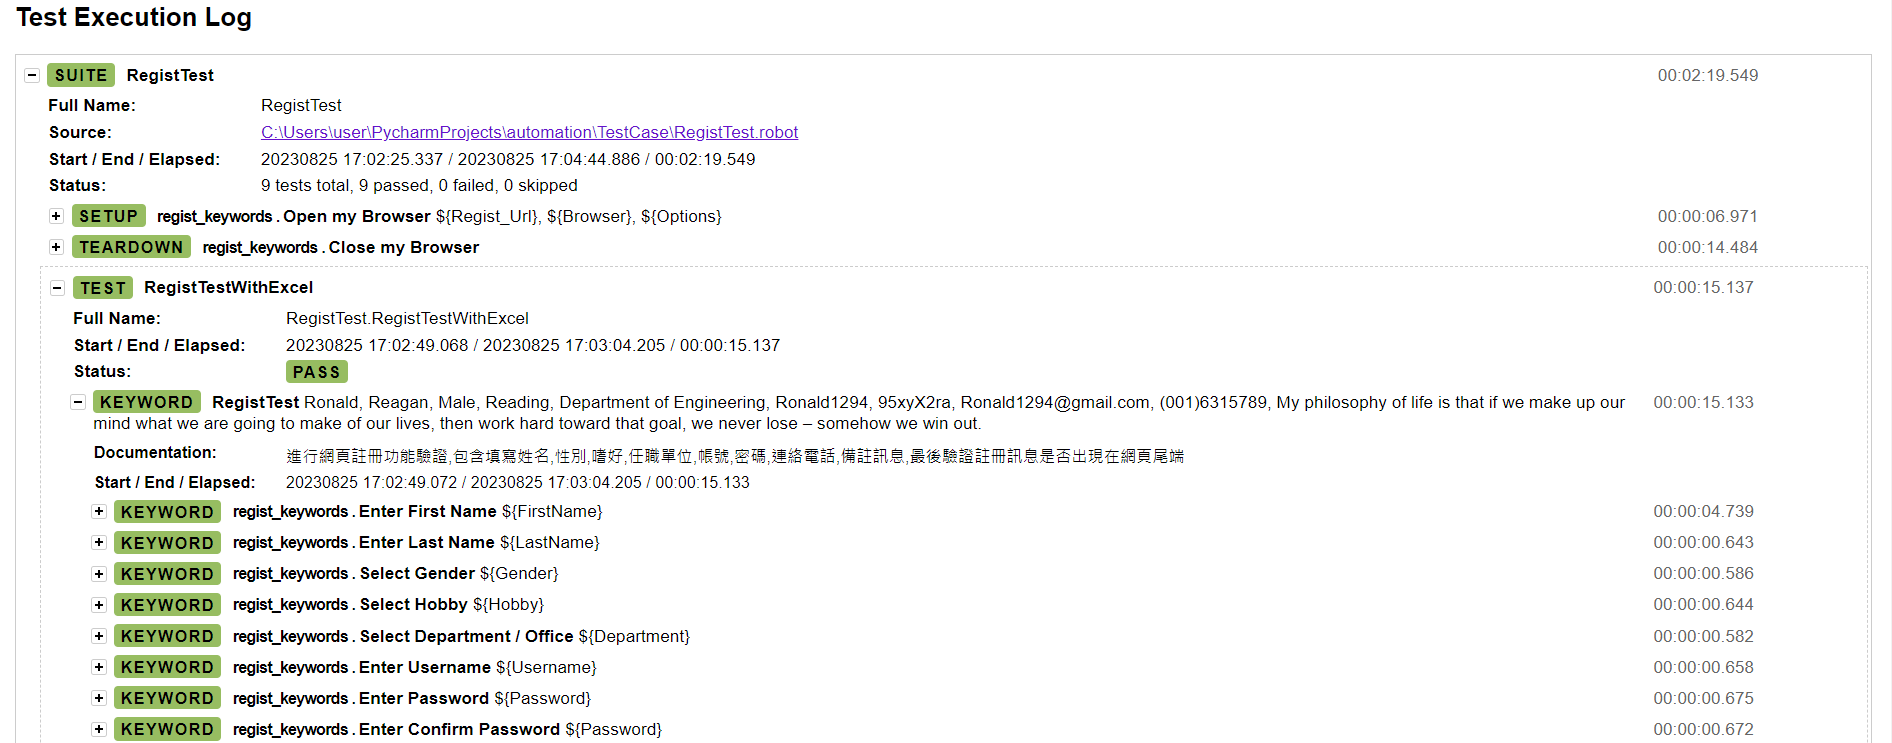 Test Execution Log
SUITE RegistTest 00:02:19.549
Full Name: RegistTest
Source: C:\Users\user\PycharmProjects\automation\TestCase\RegistTest.robot
Start / End / Elapsed: 20230825 17:02:25.337 / 20230825 17:04:44.886 / 00:02:19.549
Status: 9 tests total, 9 passed, 0 failed, 0 skipped
SETUP regist_keywords . Open my Browser ${Regist_Url}, ${Browser}, ${Options} 00:00:06.971
TEARDOWN regist_keywords . Close my Browser 00:00:14.484
TEST RegistTestWithExcel 00:00:15.137
Full Name: RegistTest.RegistTestWithExcel
Start / End / Elapsed: 20230825 17:02:49.068 / 20230825 17:03:04.205 / 00:00:15.137
Status: PASS
KEYWORD RegistTest Ronald, Reagan, Male, Reading, Department of Engineering, Ronald1294, 95xyX2ra, Ronald1294@gmail.com, (001)6315789, My philosophy of life is that if we make up our 00:00:15.133
mind what we are going to make of our lives, then work hard toward that goal, we never lose – somehow we win out.
Documentation: 進行網頁註冊功能驗證,包含填寫姓名,性別,嗜好,任職單位,帳號,密碼,連絡電話,備註訊息,最後驗證註冊訊息是否出現在網頁尾端
Start / End / Elapsed: 20230825 17:02:49.072 / 20230825 17:03:04.205 / 00:00:15.133
KEYWORD regist_keywords . Enter First Name ${FirstName} 00:00:04.739
KEYWORD regist_keywords . Enter Last Name ${LastName} 00:00:00.643
KEYWORD regist_keywords . Select Gender ${Gender} 00:00:00.586
KEYWORD regist_keywords . Select Hobby ${Hobby} 00:00:00.644
KEYWORD regist_keywords . Select Department / Office ${Department} 00:00:00.582
KEYWORD regist_keywords . Enter Username ${Username} 00:00:00.658
KEYWORD regist_keywords . Enter Password ${Password} 00:00:00.675
KEYWORD regist_keywords . Enter Confirm Password ${Password} 00:00:00.672